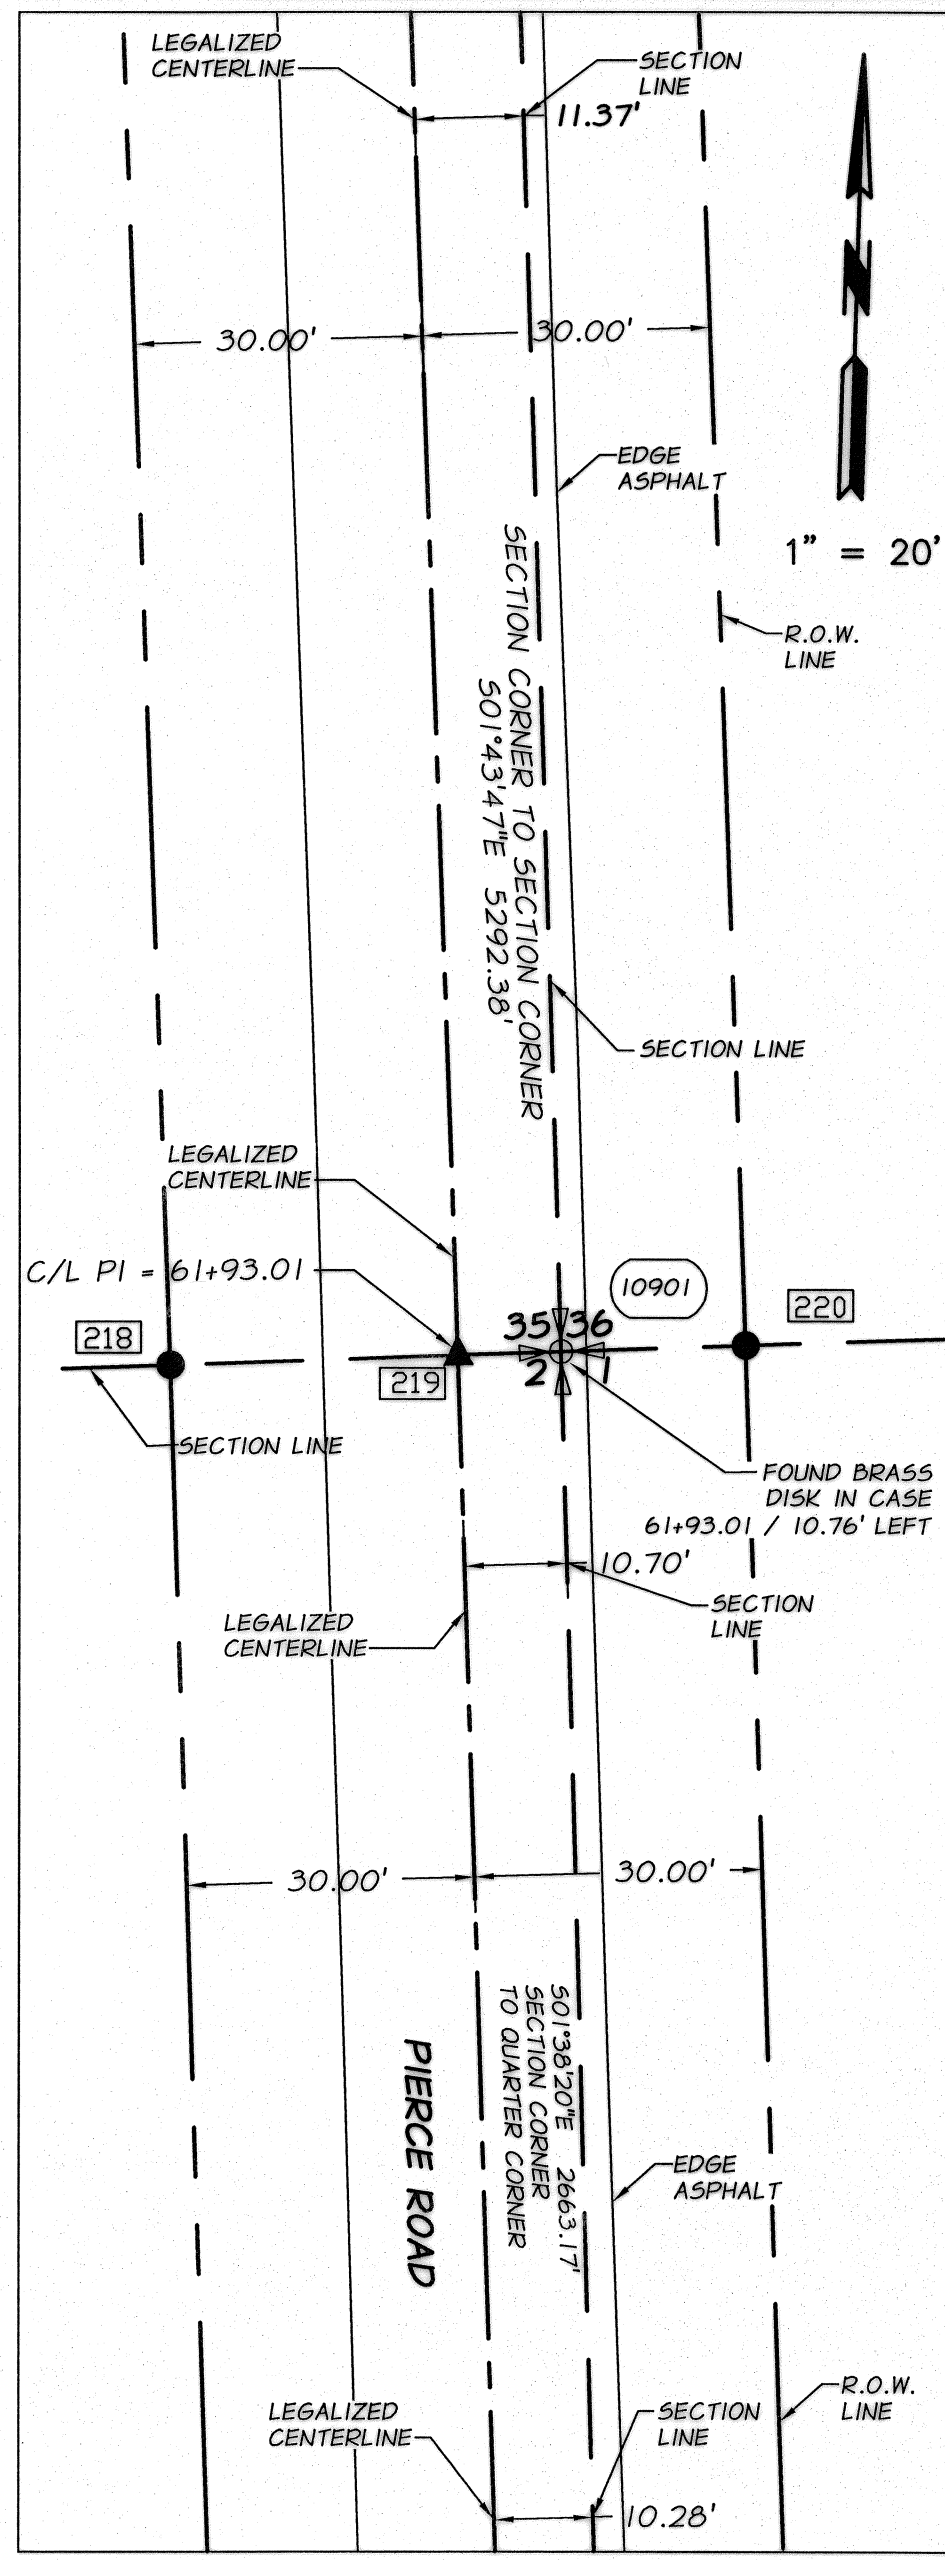 LEGALIZED
CENTERLINE
SECTION
LINE
11.37'
30.00'
30.00'
EDGE
ASPHALT
1" = 20'
R.O.W.
LINE
SECTION CORNER TO SECTION CORNER
S01°43'47"E 5292.38'
SECTION LINE
LEGALIZED
CENTERLINE
C/L PI = 61+93.01
10901
220
218
35 36
219
2 1
SECTION LINE
FOUND BRASS
DISK IN CASE
61+93.01 / 10.76' LEFT
10.70'
SECTION
LINE
LEGALIZED
CENTERLINE
30.00'
30.00'
S01°38'20"E 2663.17'
SECTION CORNER
TO QUARTER CORNER
PIERCE ROAD
EDGE
ASPHALT
R.O.W.
LINE
LEGALIZED
CENTERLINE
SECTION
LINE
10.28'